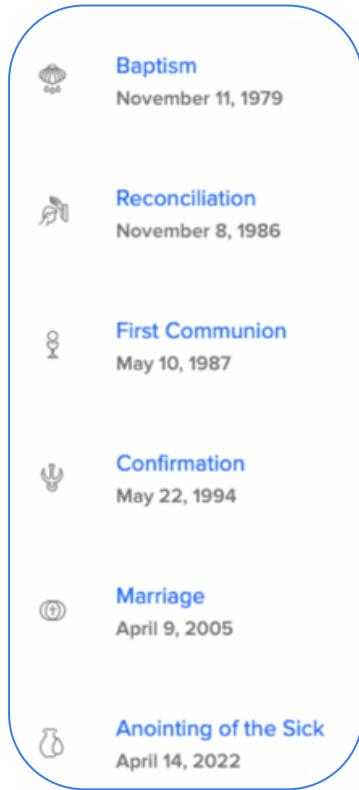 Baptism
November 11, 1979
Reconciliation
November 8, 1986
First Communion
May 10, 1987
Confirmation
May 22, 1994
Marriage
April 9, 2005
Anointing of the Sick
April 14, 2022